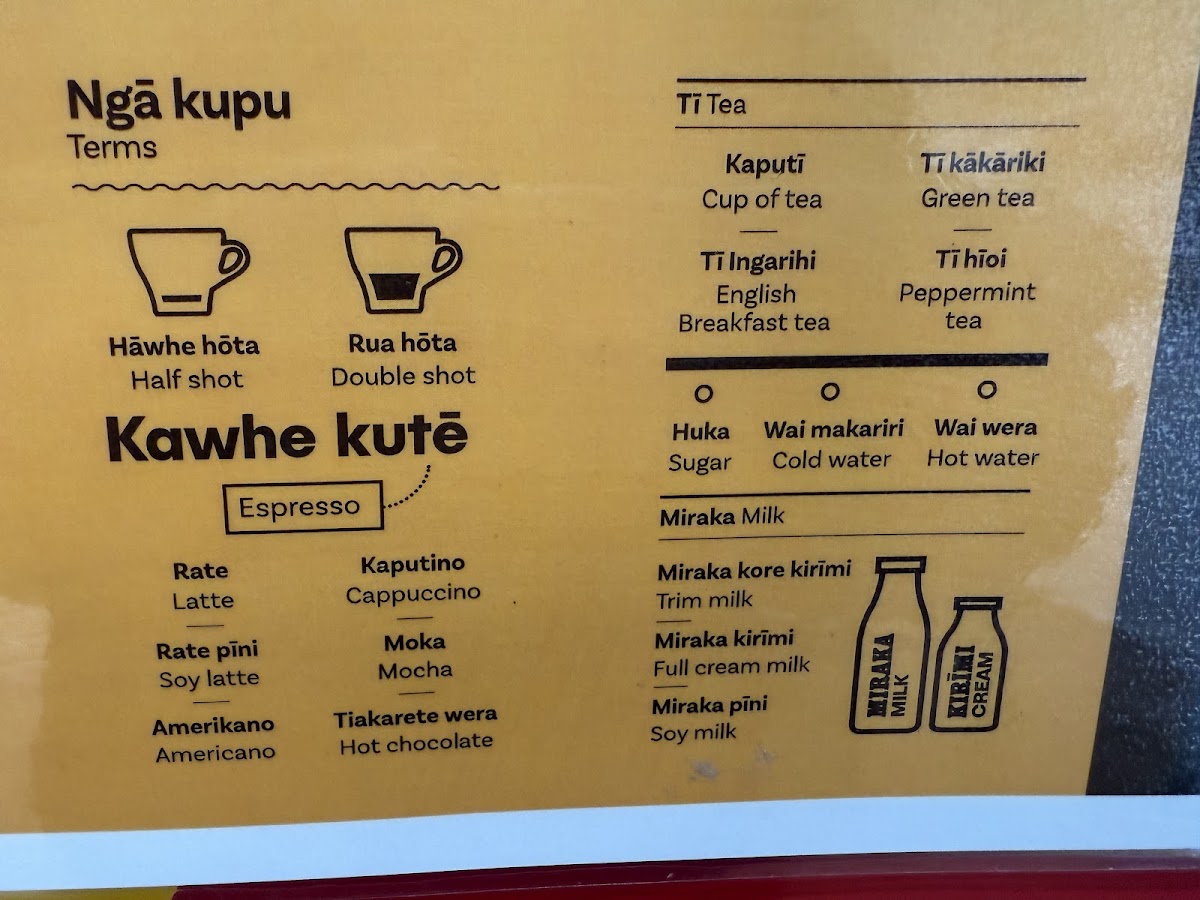 Ngā kupu
Terms
Hāwhe hōta
Half shot
Rua hōta
Double shot
Kawhe kutē
Espresso
Rate
Latte
Kaputino
Cappuccino
Rate pīni
Soy latte
Moka
Mocha
Amerikano
Americano
Tiakarete wera
Hot chocolate
Tī Tea
Kaputī
Cup of tea
Tī kākāriki
Green tea
Tī Ingarihi
English
Breakfast tea
Tī hīoi
Peppermint
tea
Huka
Sugar
Wai makariri
Cold water
Wai wera
Hot water
Miraka Milk
Miraka kore kirīmi
Trim milk
Miraka kirīmi
Full cream milk
Miraka pīni
Soy milk
MIRAKA
MILK
KIRĪMI
CREAM